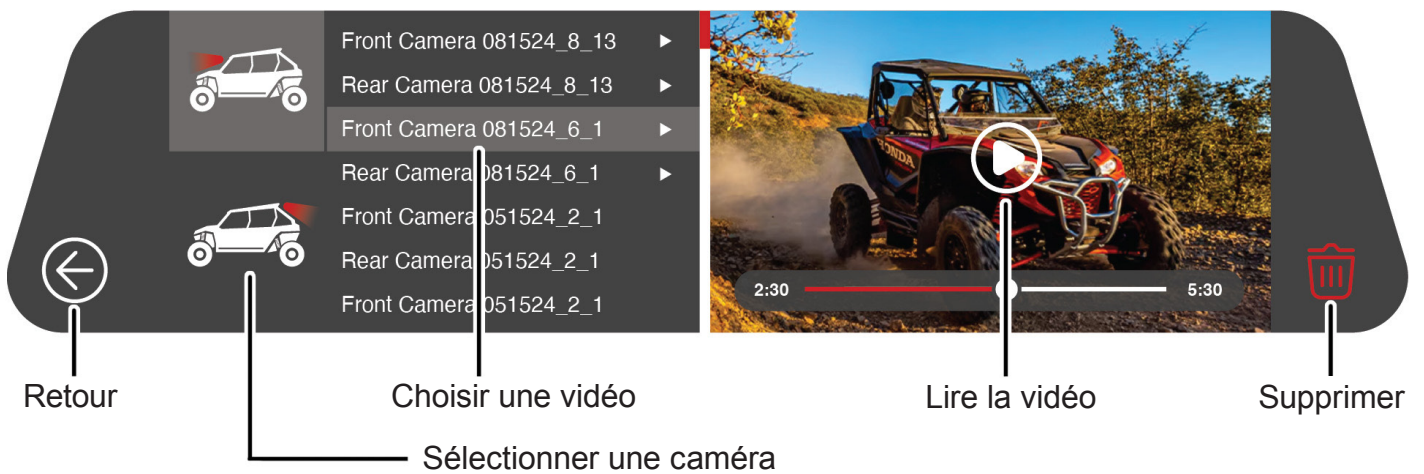 Front Camera 081524_8_13
Rear Camera 081524_8_13
Front Camera 081524_6_1
Rear Camera 081524_6_1
Front Camera 051524_2_1
Rear Camera 051524_2_1
Front Camera 051524_2_1
HONDA
2:30
5:30
Retour
Choisir une vidéo
Lire la vidéo
Supprimer
Sélectionner une caméra